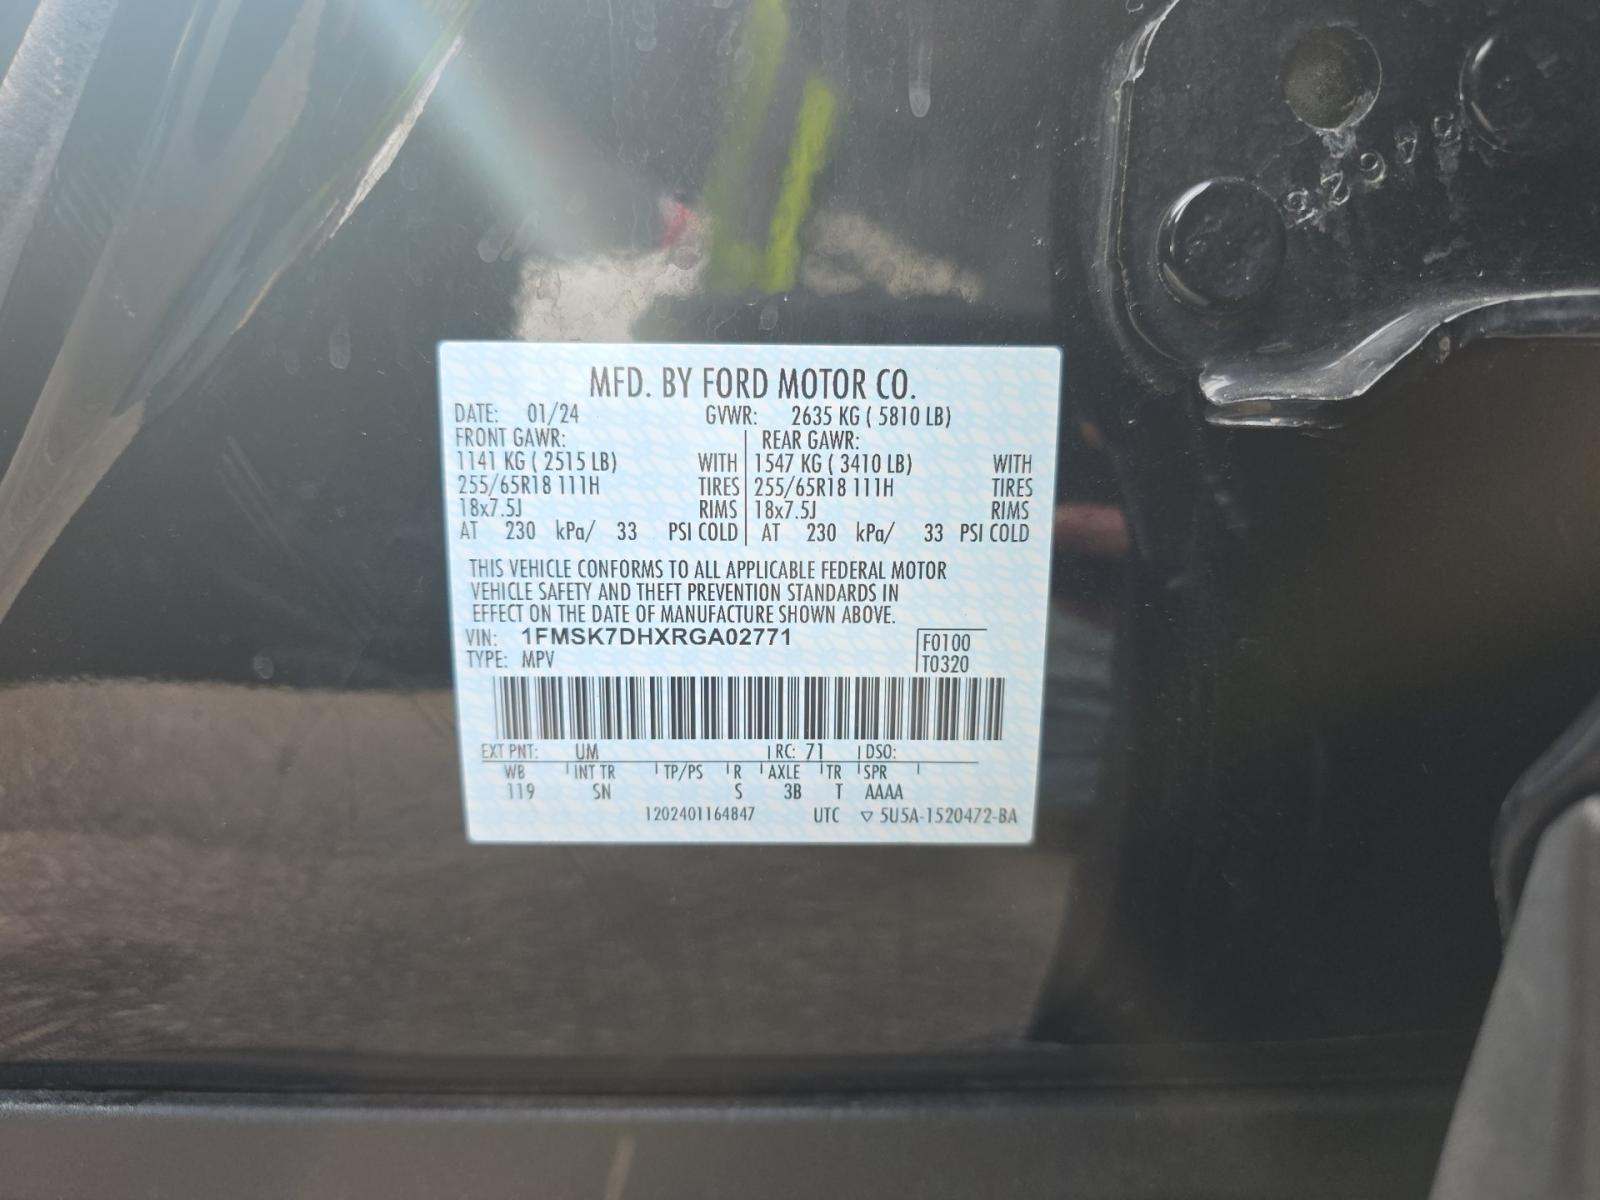 MFD. BY FORD MOTOR CO.
DATE: 01/24 GVWR: 2635 KG ( 5810 LB)
FRONT GAWR: REAR GAWR:
1141 KG ( 2515 LB) WITH 1547 KG ( 3410 LB) WITH
255/65R18 111H TIRES 255/65R18 111H TIRES
18x7.5J RIMS 18x7.5J RIMS
AT 230 kPa/ 33 PSI COLD AT 230 kPa/ 33 PSI COLD
THIS VEHICLE CONFORMS TO ALL APPLICABLE FEDERAL MOTOR
VEHICLE SAFETY AND THEFT PREVENTION STANDARDS IN
EFFECT ON THE DATE OF MANUFACTURE SHOWN ABOVE.
VIN: 1FMSK7DHXRGA02771 F0100
TYPE: MPV T0320
EXT PNT: UM RC: 71 DSO:
WB INT TR TP/PS R AXLE TR SPR
119 SN S 3B T AAAA
1202401164847 UTC ▽ 5U5A-1520472-BA